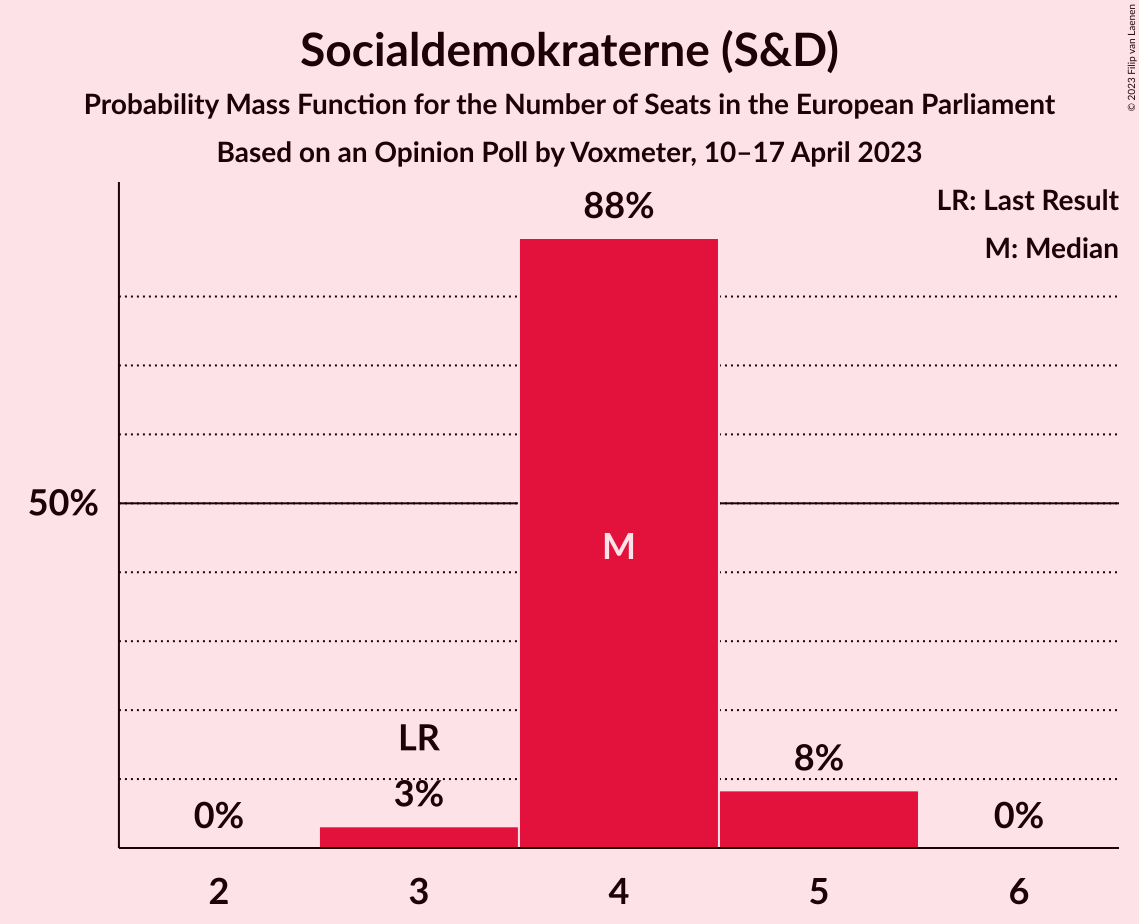 Socialdemokraterne (S&D)
Probability Mass Function for the Number of Seats in the European Parliament
Based on an Opinion Poll by Voxmeter, 10–17 April 2023
© 2023 Filip van Laenen
LR: Last Result
M: Median
88%
50%
M
LR
3%
8%
0%
0%
2 3 4 5 6